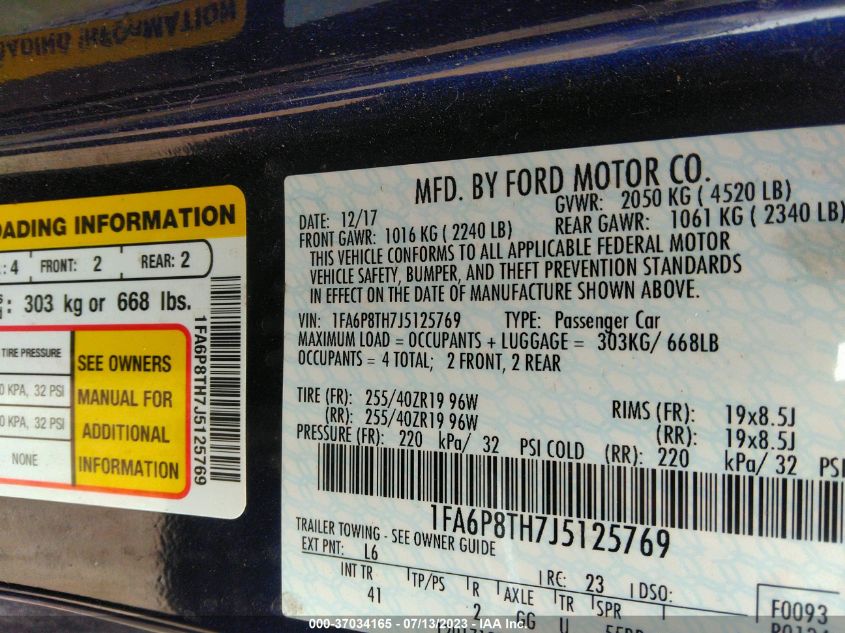 OADING INFORMATION
ADING INFORMATION
: 4 FRONT: 2 REAR: 2
: 303 kg or 668 lbs.
TIRE PRESSURE
0 KPA, 32 PSI
0 KPA, 32 PSI
NONE
SEE OWNERS
MANUAL FOR
ADDITIONAL
INFORMATION
1FA6P8TH7J5125769
MFD. BY FORD MOTOR CO.
DATE: 12/17 GVWR: 2050 KG ( 4520 LB)
FRONT GAWR: 1016 KG ( 2240 LB) REAR GAWR: 1061 KG ( 2340 LB)
THIS VEHICLE CONFORMS TO ALL APPLICABLE FEDERAL MOTOR
VEHICLE SAFETY, BUMPER, AND THEFT PREVENTION STANDARDS
IN EFFECT ON THE DATE OF MANUFACTURE SHOWN ABOVE.
VIN: 1FA6P8TH7J5125769 TYPE: Passenger Car
MAXIMUM LOAD = OCCUPANTS + LUGGAGE = 303KG/ 668LB
OCCUPANTS = 4 TOTAL; 2 FRONT, 2 REAR
TIRE (FR): 255/40ZR19 96W RIMS (FR): 19x8.5J
(RR): 255/40ZR19 96W (RR): 19x8.5J
PRESSURE (FR): 220 kPa/ 32 PSI COLD (RR): 220 kPa/ 32 PSI
1FA6P8TH7J5125769
TRAILER TOWING - SEE OWNER GUIDE
EXT PNT: L6 RC: 23 DSO:
INT TR TP/PS R AXLE TR SPR
41 2 GG U
F0093
000-37034165 - 07/13/2023 - IAA Inc.